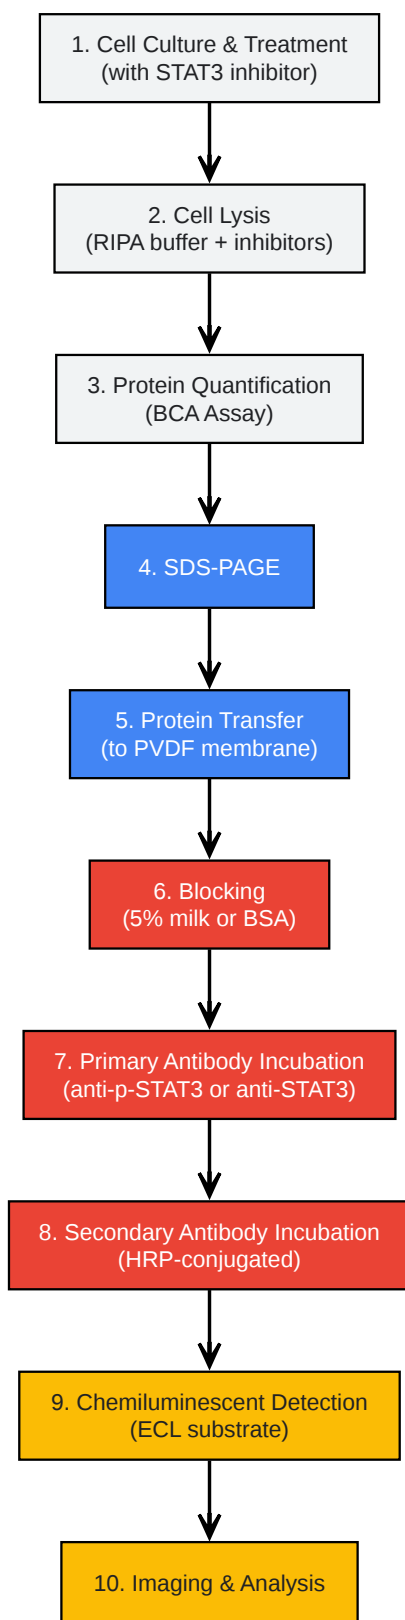 1. Cell Culture & Treatment
(with STAT3 inhibitor)
2. Cell Lysis
(RIPA buffer + inhibitors)
3. Protein Quantification
(BCA Assay)
4. SDS-PAGE
5. Protein Transfer
(to PVDF membrane)
6. Blocking
(5% milk or BSA)
7. Primary Antibody Incubation
(anti-p-STAT3 or anti-STAT3)
8. Secondary Antibody Incubation
(HRP-conjugated)
9. Chemiluminescent Detection
(ECL substrate)
10. Imaging & Analysis